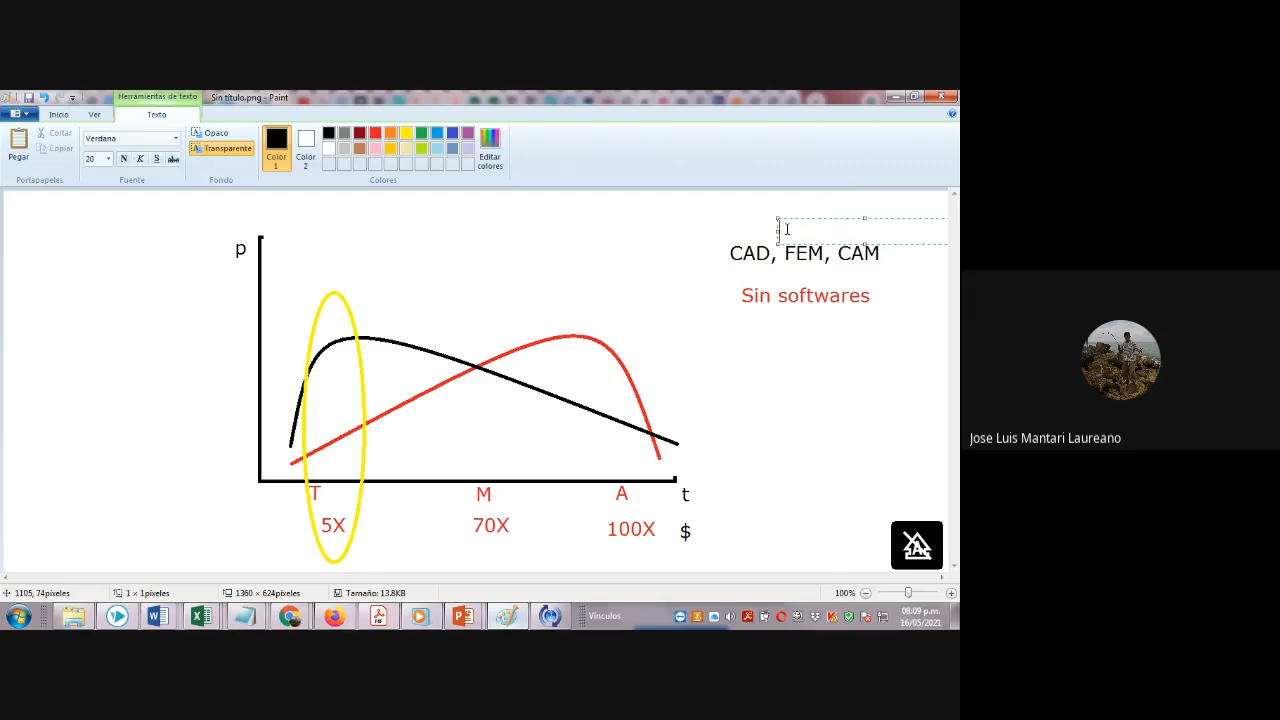 Herramientas de texto
Sin título.png - Paint
Inicio
Ver
Texto
Pegar
Cortar
Copiar
Portapapeles
Verdana
20
N K S abc
Fuente
Opaco
Transparente
Fondo
Color 1
Color 2
Editar colores
Colores
p
CAD, FEM, CAM
Sin softwares
T M A t
5X 70X 100X $
Jose Luis Mantari Laureano
1105, 74píxeles
1 × 1píxeles
1360 × 624píxeles
Tamaño: 13.8KB
100%
Vínculos
08:09 p.m.
16/05/2021